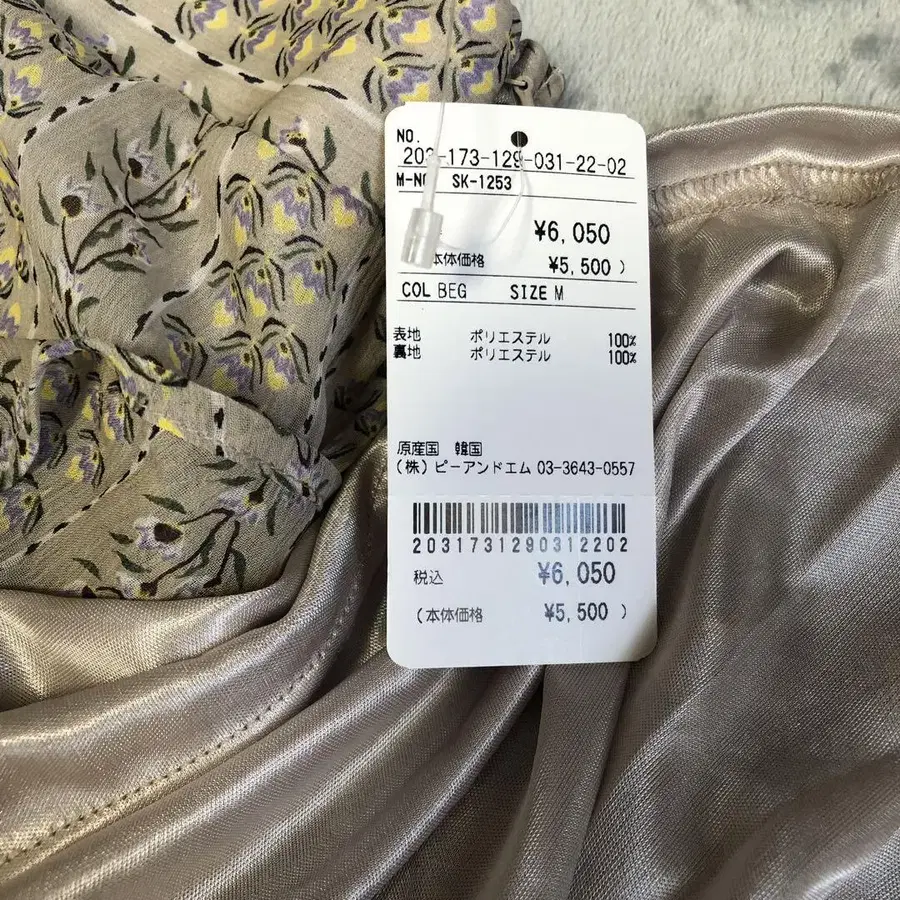 NO.
203-173-129-031-22-02
M-NO SK-1253
¥6,050
本体価格 ¥5,500 )
COL BEG SIZE M
表地 ポリエステル 100%
裏地 ポリエステル 100%
原産国 韓国
(株) ピーアンドエム 03-3643-0557
2031731290312202
税込 ¥6,050
(本体価格 ¥5,500 )